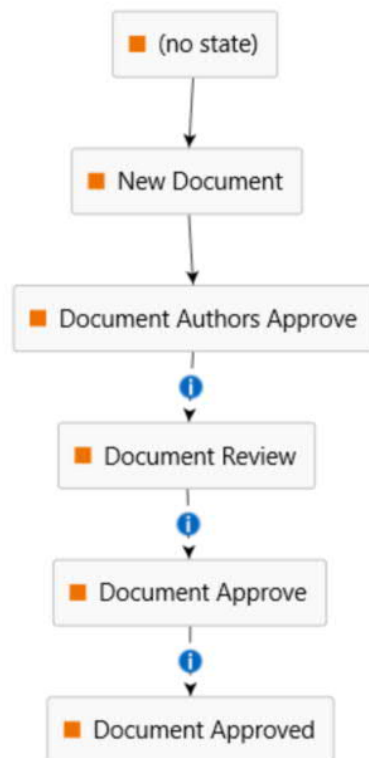 (no state)
New Document
Document Authors Approve
i
Document Review
i
Document Approve
i
Document Approved